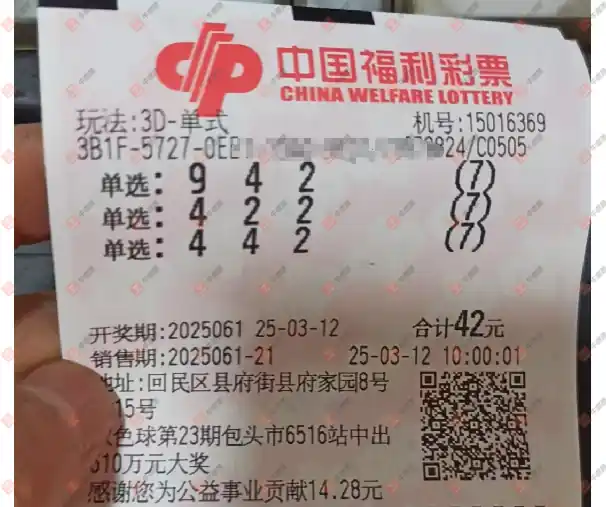 中国福利彩票
CHINA WELFARE LOTTERY
玩法:3D-单式 机号:15016369
3B1F-5727-0EB 824/C0505
单选: 9 4 2 (7)
单选: 4 2 2 (7)
单选: 4 4 2 (7)
开奖期:2025061 25-03-12 合计42元
销售期:2025061-21 25-03-12 10:00:01
址:回民区县府街县府家园8号
15号
色球第23期包头市6516站中出
10万元大奖
感谢您为公益事业贡献14.28元